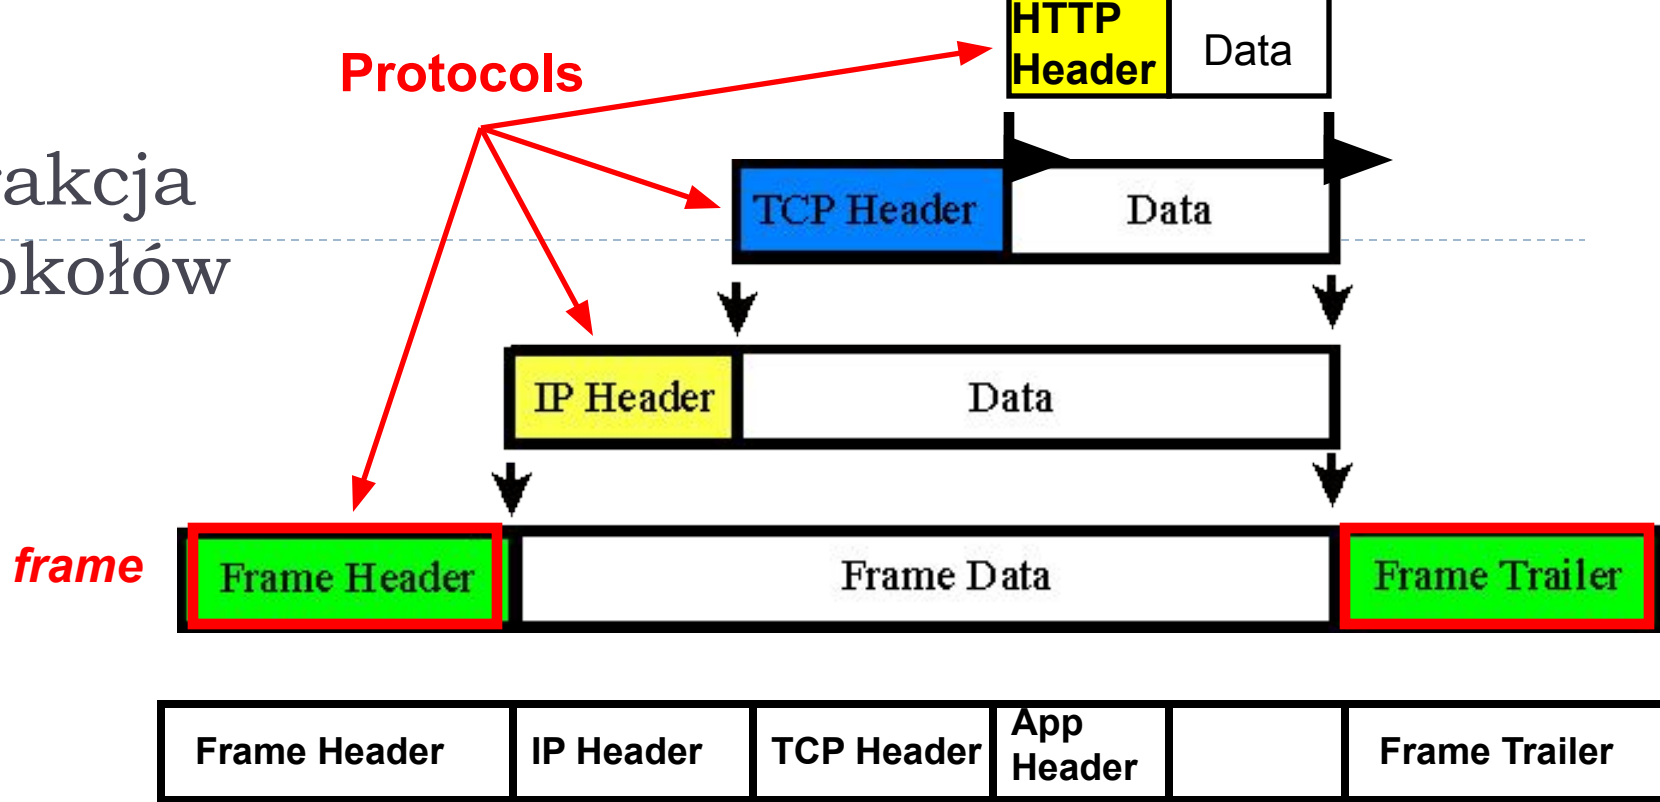 HTTP
Header
Data
Protocols
akcja
okołów
TCP Header
Data
IP Header
Data
frame
Frame Header
Frame Data
Frame Trailer
Frame Header
IP Header
TCP Header
App
Header
Frame Trailer